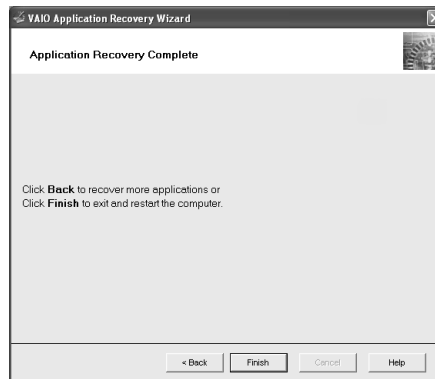 VAIO Application Recovery Wizard
Application Recovery Complete
Click Back to recover more applications or
Click Finish to exit and restart the computer.
< Back
Finish
Cancel
Help